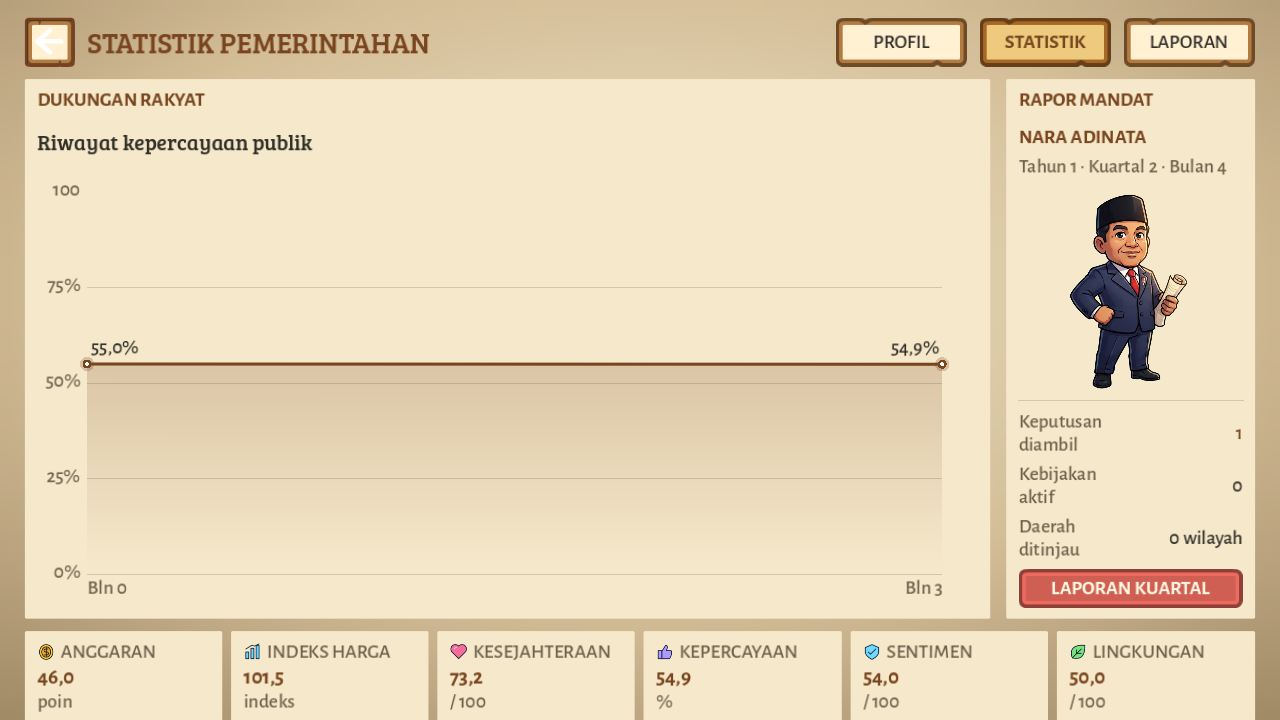 STATISTIK PEMERINTAHAN
PROFIL
STATISTIK
LAPORAN
DUKUNGAN RAKYAT
Riwayat kepercayaan publik
100
75%
55,0%
54,9%
50%
25%
0%
Bln 0
Bln 3
RAPOR MANDAT
NARA ADINATA
Tahun 1 · Kuartal 2 · Bulan 4
Keputusan
diambil
1
Kebijakan
aktif
0
Daerah
ditinjau
0 wilayah
LAPORAN KUARTAL
ANGGARAN
46,0
poin
INDEKS HARGA
101,5
indeks
KESEJAHTERAAN
73,2
/ 100
KEPERCAYAAN
54,9
%
SENTIMEN
54,0
/ 100
LINGKUNGAN
50,0
/ 100